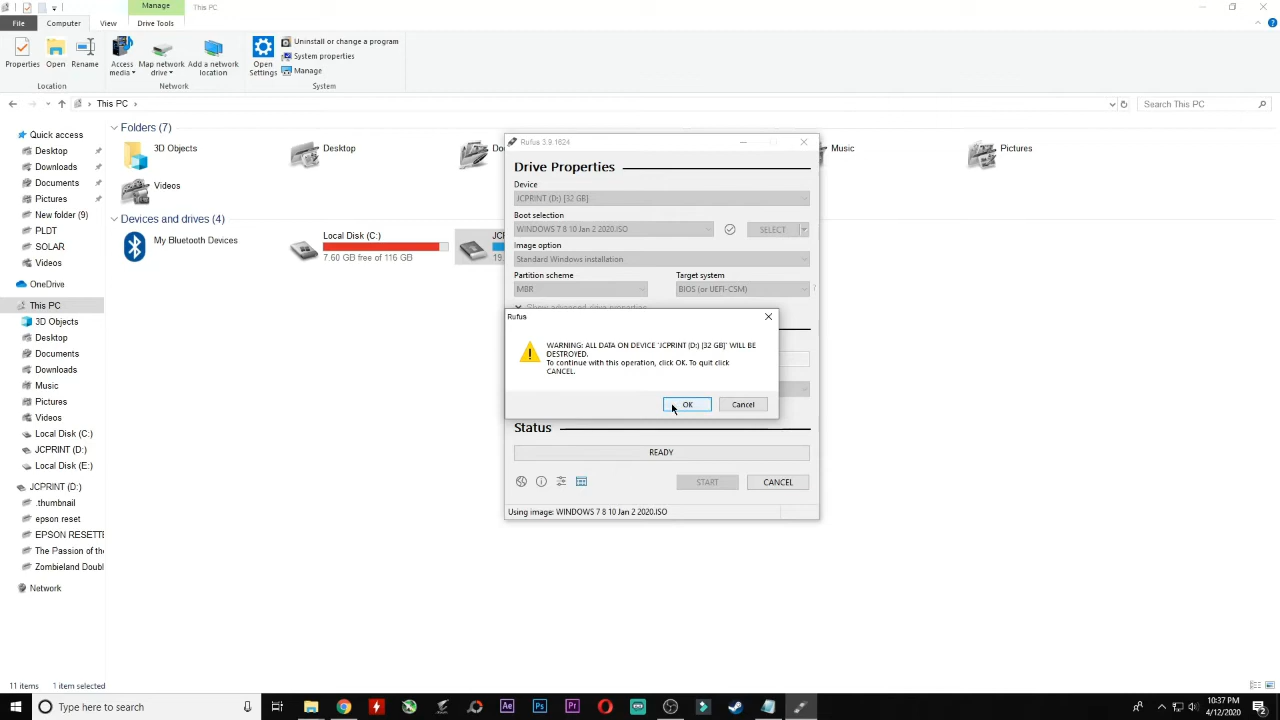 Manage
This PC
File
Computer
View
Drive Tools
Properties
Open
Rename
Access media
Map network drive
Add a network location
Open Settings
Uninstall or change a program
System properties
Manage
Location
Network
System
This PC
Search This PC
Quick access
Desktop
Downloads
Documents
Pictures
New folder (9)
PLDT
SOLAR
Videos
OneDrive
This PC
3D Objects
Desktop
Documents
Downloads
Music
Pictures
Videos
Local Disk (C:)
JCPRINT (D:)
Local Disk (E:)
JCPRINT (D:)
.thumbnail
epson reset
EPSON RESETTE
The Passion of the
Zombieland Doubl
Network
Folders (7)
3D Objects
Desktop
Music
Pictures
Videos
Devices and drives (4)
My Bluetooth Devices
Local Disk (C:)
7.60 GB free of 116 GB
JC
19.
Rufus 3.9.1624
Drive Properties
Device
JCPRINT (D:) [32 GB]
Boot selection
WINDOWS 7 8 10 Jan 2 2020.ISO
SELECT
Image option
Standard Windows installation
Partition scheme
Target system
MBR
BIOS (or UEFI-CSM)
?
Show advanced drive properties
Rufus
WARNING: ALL DATA ON DEVICE 'JCPRINT (D:) [32 GB]' WILL BE
DESTROYED.
To continue with this operation, click OK. To quit click
CANCEL.
OK
Cancel
Status
READY
START
CANCEL
Using image: WINDOWS 7 8 10 Jan 2 2020.ISO
11 items
1 item selected
Type here to search
10:37 PM
4/12/2020